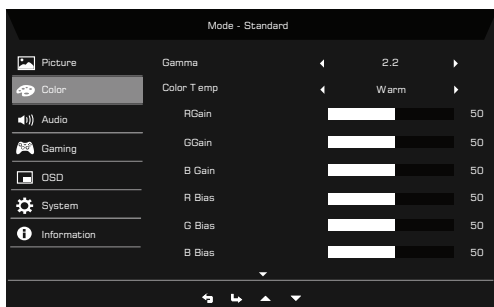 Mode - Standard
Picture
Color
Audio
Gaming
OSD
System
Information
Gamma 2.2
Color Temp Warm
RGain 50
GGain 50
B Gain 50
R Bias 50
G Bias 50
B Bias 50